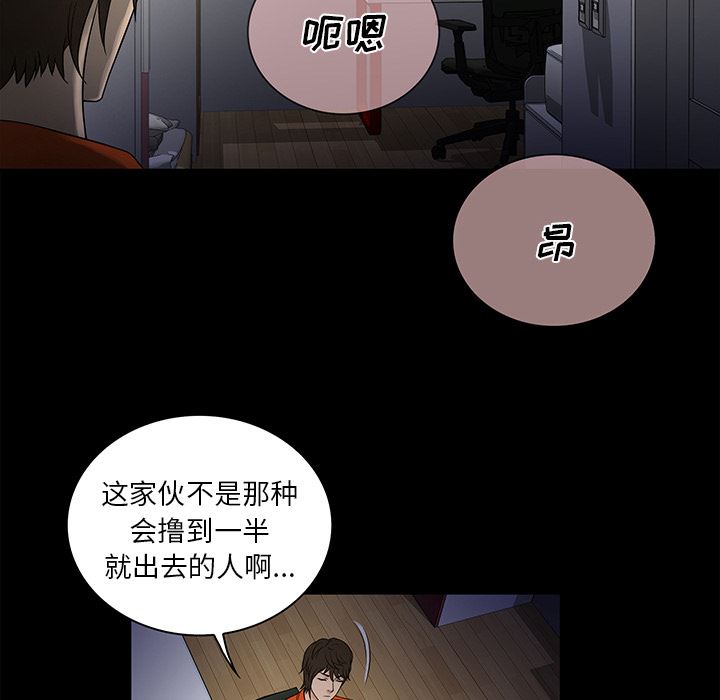 呃嗯
昂
这家伙不是那种
会撸到一半
就出去的人啊...